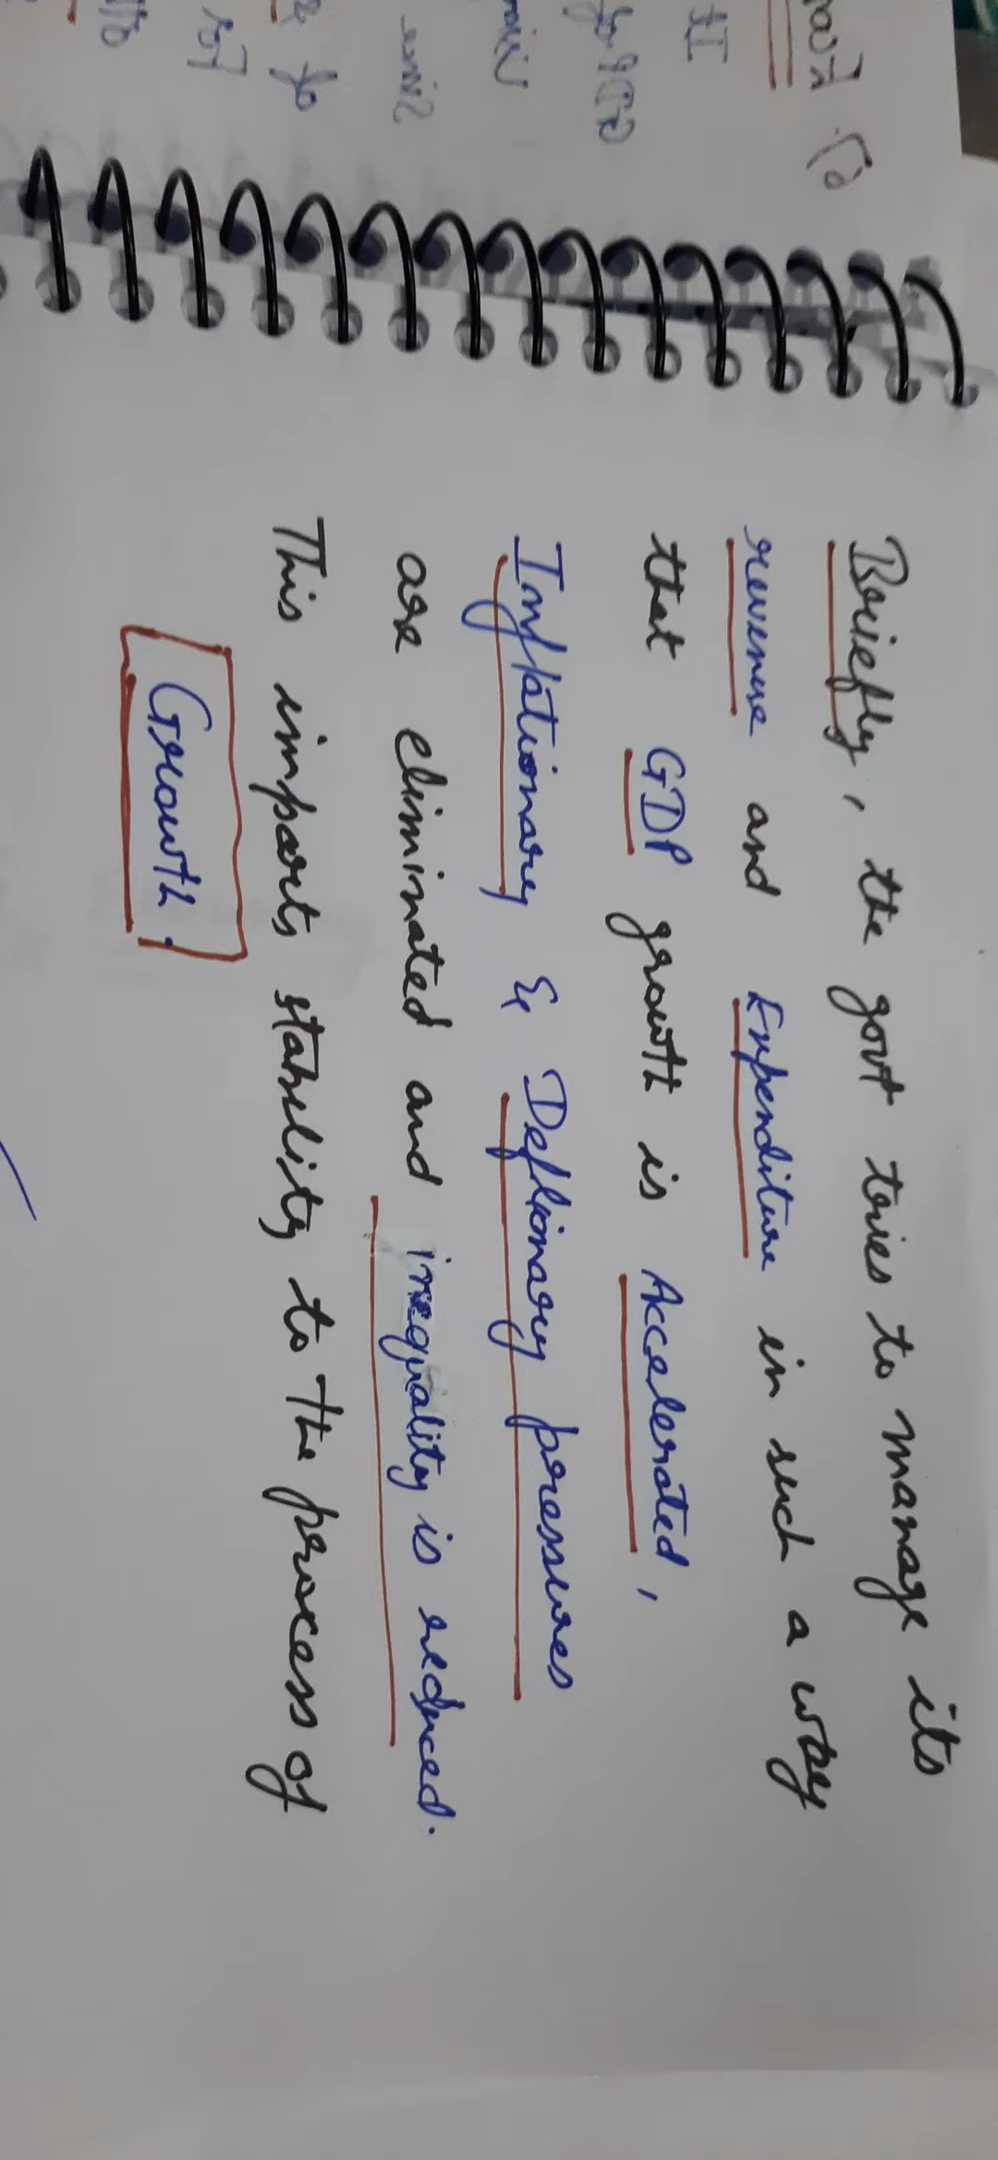 Briefly, the govt tries to manage its
revenue and Expenditure in such a way
that GDP growth is Accelerated,
Inflationary & Deflionary pressures
are eliminated and inequality is reduced.
This imparts stability to the process of
Growth.